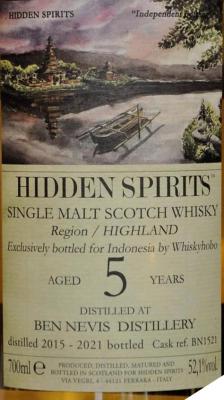 HIDDEN SPIRITS "Independent
HIDDEN SPIRITS™
SINGLE MALT SCOTCH WHISKY
Region / HIGHLAND
Exclusively bottled for Indonesia by Whiskyhobo
AGED 5 YEARS
DISTILLED AT
BEN NEVIS DISTILLERY
distilled 2015 - 2021 bottled Cask ref. BN1521
700ml e PRODUCED, DISTILLED, MATURED AND 52,1%vol.
BOTTLED IN SCOTLAND FOR HIDDEN SPIRITS
VIA VEGRI, 4 - 44121 FERRARA - ITALY